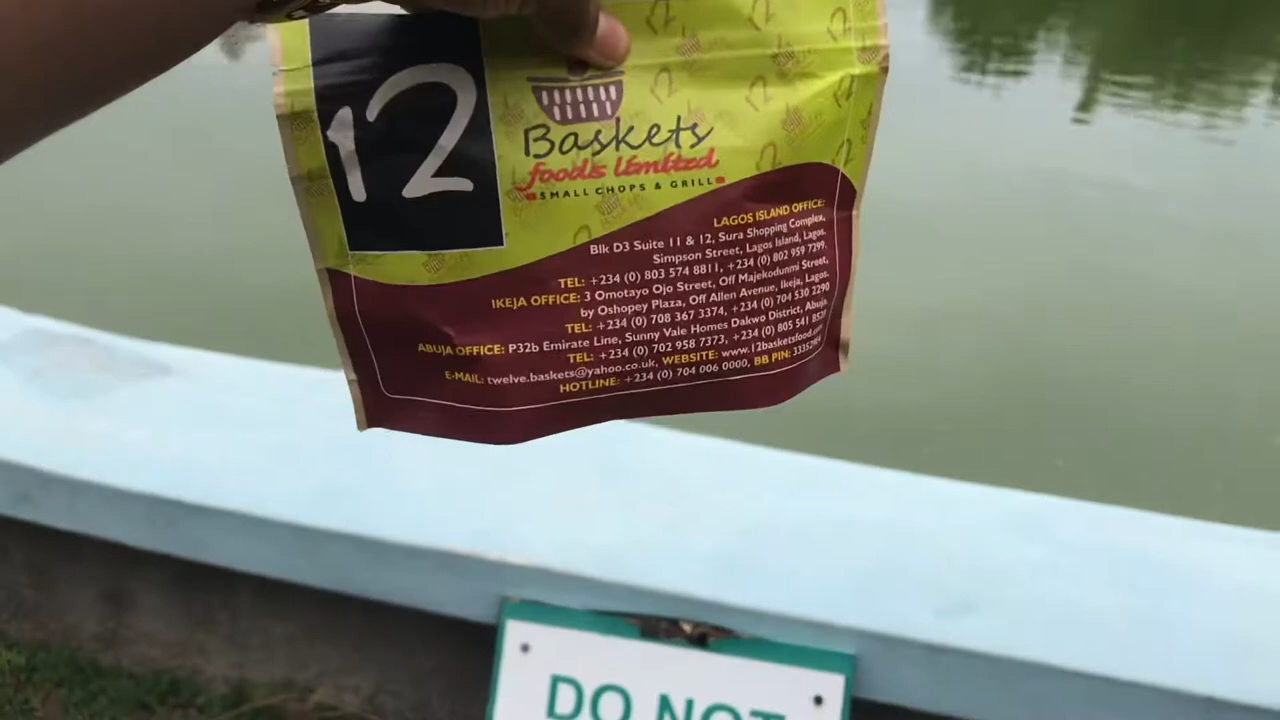 12
Baskets
foods limited
SMALL CHOPS & GRILL
LAGOS ISLAND OFFICE:
Blk D3 Suite 11 & 12, Sura Shopping Complex,
Simpson Street, Lagos Island, Lagos.
TEL: +234 (0) 803 574 8811, +234 (0) 802 959 7299.
IKEJA OFFICE: 3 Omotayo Ojo Street, Off Majekodunmi Street,
by Oshopey Plaza, Off Allen Avenue, Ikeja, Lagos.
TEL: +234 (0) 708 367 3374, +234 (0) 704 530 2290
ABUJA OFFICE: P32b Emirate Line, Sunny Vale Homes Dakwo District, Abuja.
TEL: +234 (0) 702 958 7373, +234 (0) 805 541
E-MAIL: twelve.baskets@yahoo.co.uk, WEBSITE: www.12basketsfood.com
HOTLINE: +234 (0) 704 006 0000, BB PIN:
DO NOT